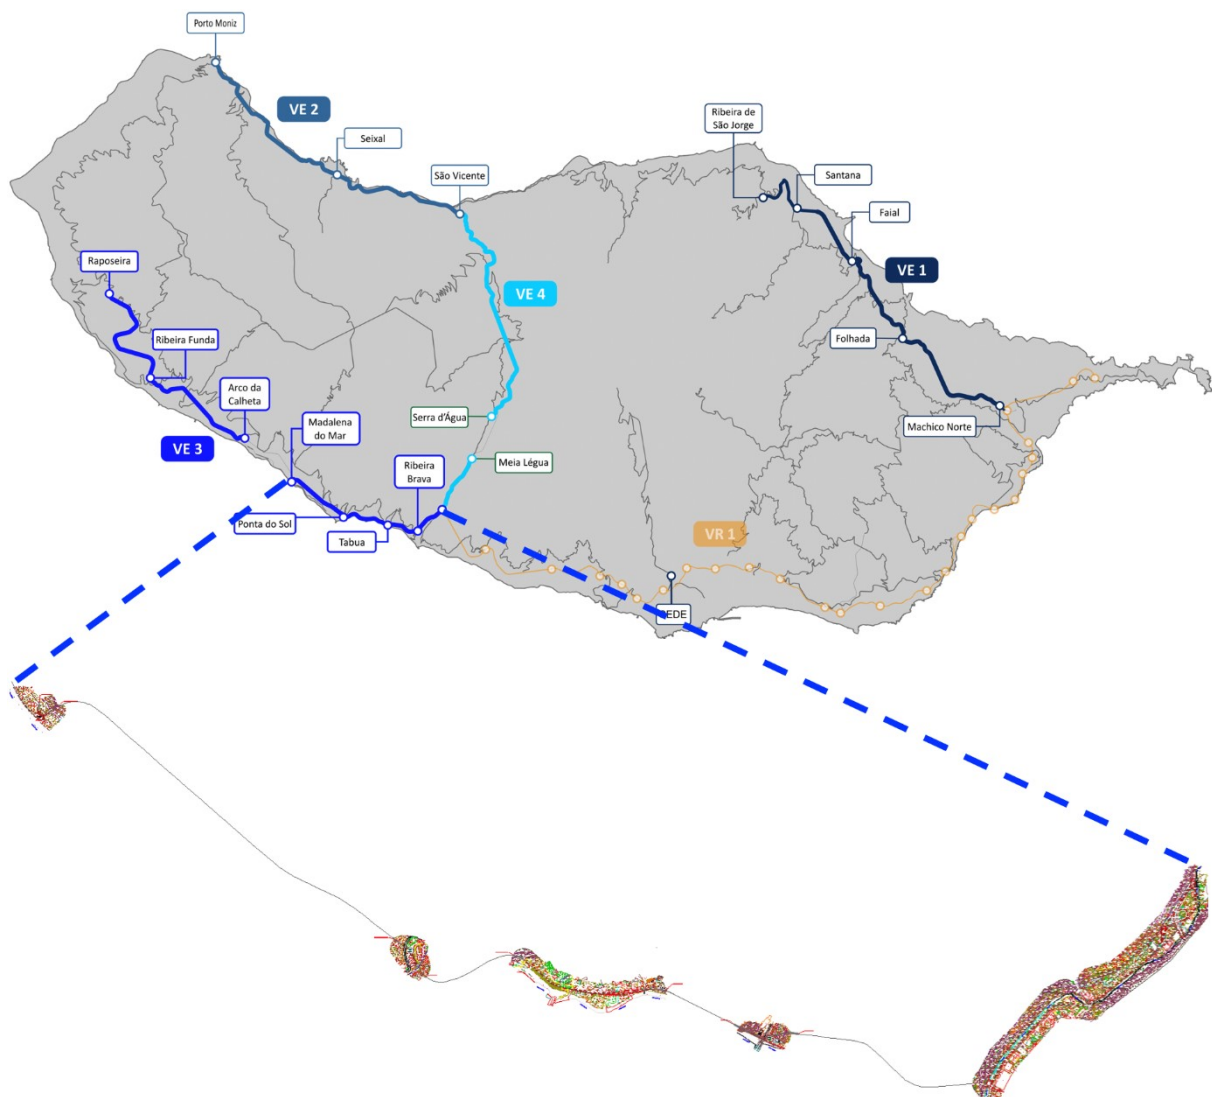 Porto Moniz
VE 2
Seixal
São Vicente
Ribeira de
São Jorge
Santana
Faial
VE 1
Raposeira
VE 4
Ribeira Funda
Folhada
Arco da
Calheta
Madalena
do Mar
Serra d'Água
Machico Norte
VE 3
Ribeira
Brava
Meia Légua
Ponta do Sol
Tabua
VR 1
EDE